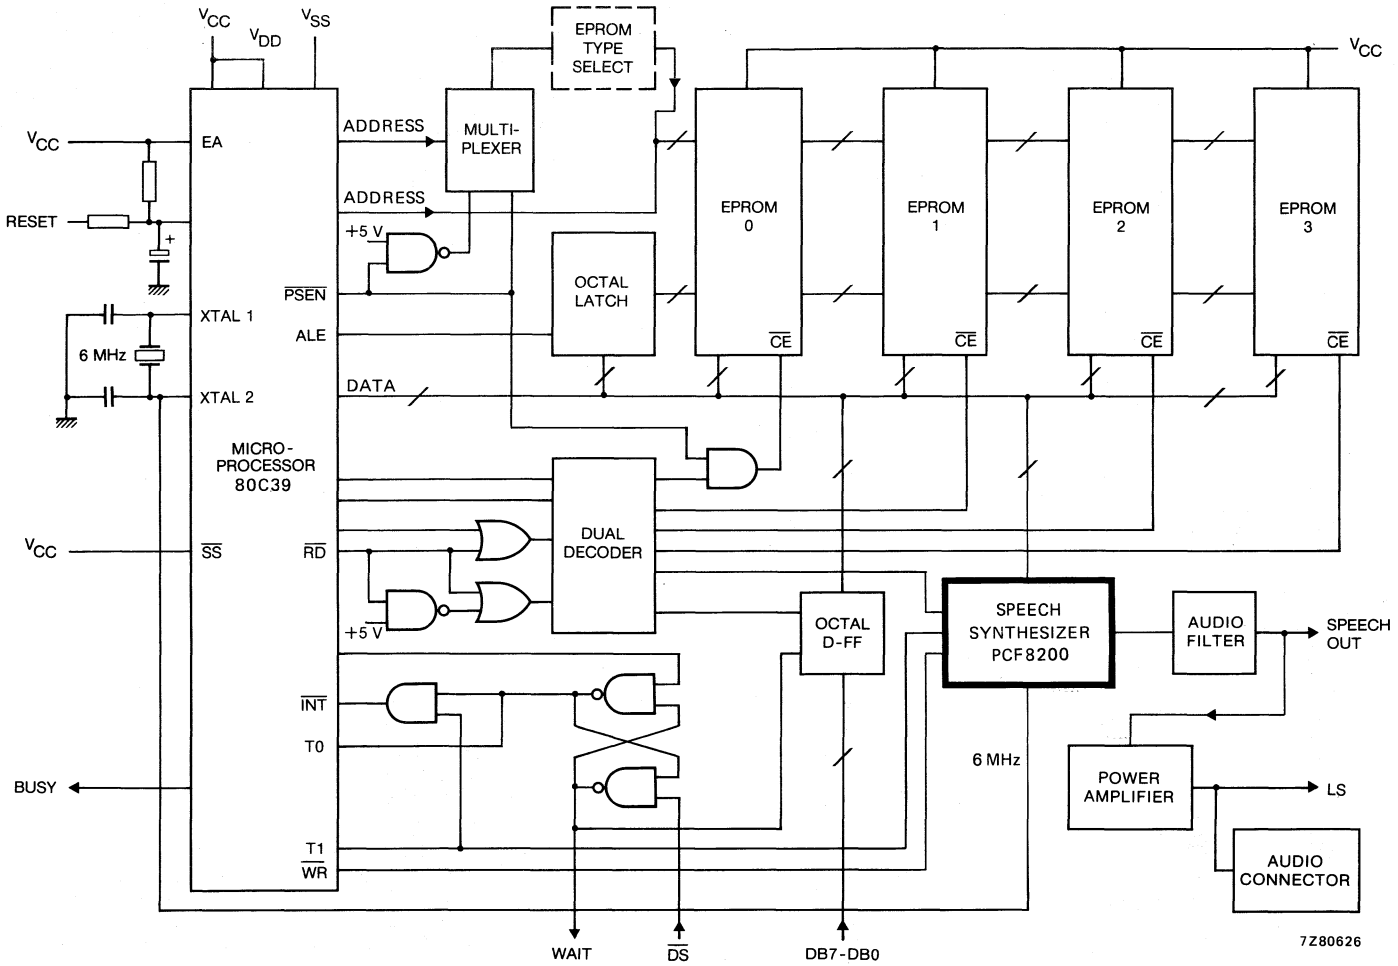 VCC
VDD
VSS
EPROM
TYPE
SELECT
VCC
VCC
EA
ADDRESS
MULTI-
PLEXER
RESET
ADDRESS
+5 V
EPROM
0
EPROM
1
EPROM
2
EPROM
3
+
PSEN
OCTAL
LATCH
XTAL 1
ALE
CE
CE
CE
CE
6 MHz
XTAL 2
DATA
MICRO-
PROCESSOR
80C39
VCC
SS
RD
DUAL
DECODER
+5 V
OCTAL
D-FF
SPEECH
SYNTHESIZER
PCF8200
AUDIO
FILTER
SPEECH
OUT
INT
T0
6 MHz
BUSY
POWER
AMPLIFIER
LS
T1
WR
AUDIO
CONNECTOR
WAIT
DS
DB7-DB0
7Z80626